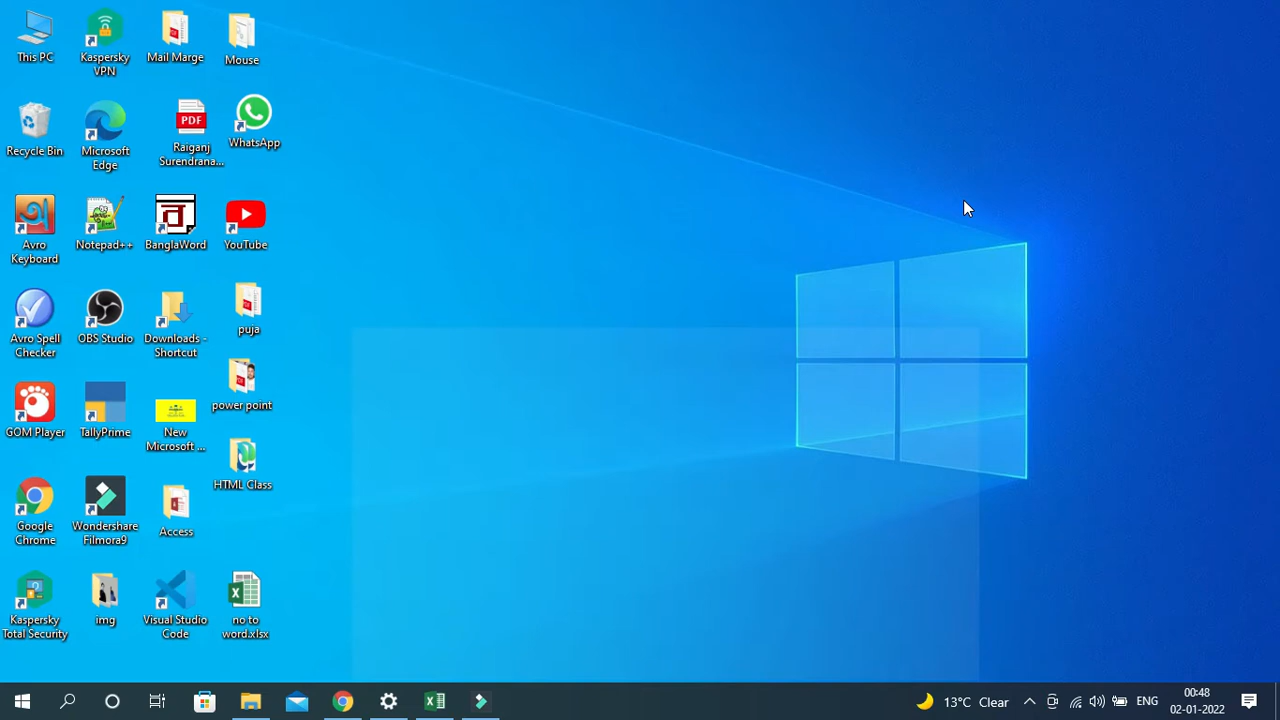 This PC
Kaspersky
VPN
Mail Marge
Mouse
Recycle Bin
Microsoft
Edge
PDF
Raiganj
Surendrana...
WhatsApp
Avro
Keyboard
Notepad++
BanglaWord
YouTube
Avro Spell
Checker
OBS Studio
Downloads -
Shortcut
puja
GOM Player
TallyPrime
New
Microsoft ...
power point
HTML Class
Google
Chrome
Wondershare
Filmora9
Access
Kaspersky
Total Security
img
Visual Studio
Code
no to
word.xlsx
13°C Clear
ENG
00:48
02-01-2022